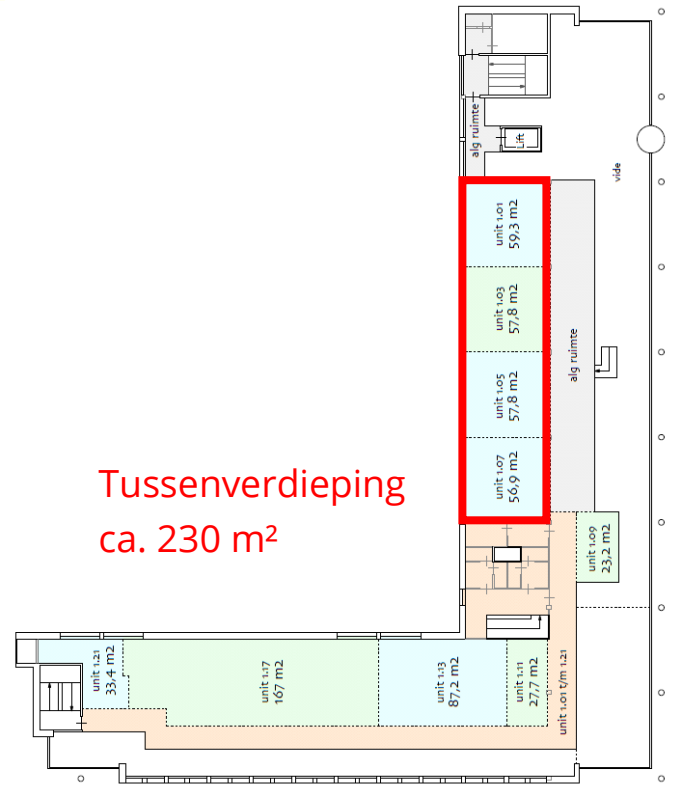 alg ruimte
Lift
vide
unit 1.01
59,3 m2
unit 1.03
57,8 m2
alg ruimte
unit 1.05
57,8 m2
unit 1.07
56,9 m2
Tussenverdieping
ca. 230 m²
unit 1.09
23,2 m2
unit 1.21
33,4 m2
unit 1.17
167 m2
unit 1.13
87,2 m2
unit 1.11
27,7 m2
unit 1.01 t/m 1.21